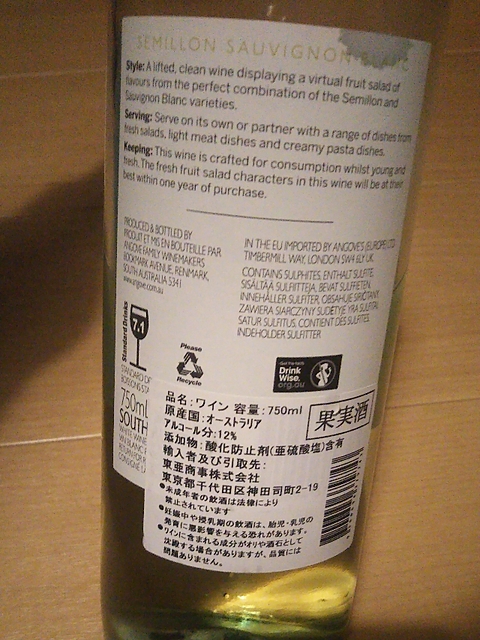 SEMILLON SAUVIGNON BLANC
Style: A lifted, clean wine displaying a virtual fruit salad of
flavours from the perfect combination of the Semillon and
Sauvignon Blanc varieties.
Serving: Serve on its own or partner with a range of dishes from
fresh salads, light meat dishes and creamy pasta dishes.
Keeping: This wine is crafted for consumption whilst young and
fresh. The fresh fruit salad characters in this wine will be at their
best within one year of purchase.
PRODUCED & BOTTLED BY
PRODUIT ET MIS EN BOUTEILLE PAR
ANGOVE FAMILY WINEMAKERS
BOOKMARK AVENUE, RENMARK,
SOUTH AUSTRALIA 5341
www.angove.com.au
IN THE EU IMPORTED BY ANGOVE'S (EUROPE) LTD
TIMBERMILL WAY, LONDON SW4 6LY UK.
CONTAINS SULPHITES, ENTHALT SULFITE,
SISÄLTÄÄ SULFIITTEJA, BEVAT SULFIETEN,
INNEHÅLLER SULFITER, OBSAHUJE SIRIČITANY,
ZAWIERA SIARCZYNY
SATUR SULFITUS, CONTIENT DES SULFITES,
INDEHOLDER SULFITTER
Standard Drinks
7.1
Please
Recycle
Get the facts
Drink
Wise.
org.au
750ml
SOUTH
品名:ワイン 容量:750ml
原産国:オーストラリア
アルコール分:12%
果実酒
添加物:酸化防止剤(亜硫酸塩)含有
輸入者及び引取先:
東亜商事株式会社
東京都千代田区神田司町2-19
●未成年者の飲酒は法律により
禁止されています
●妊娠中や授乳期の飲酒は、胎児・乳児の
発育に悪影響を与える恐れがあります。
●ワインに含まれる成分がオリや酒石として
沈殿する場合がありますが、品質には
問題ありません。